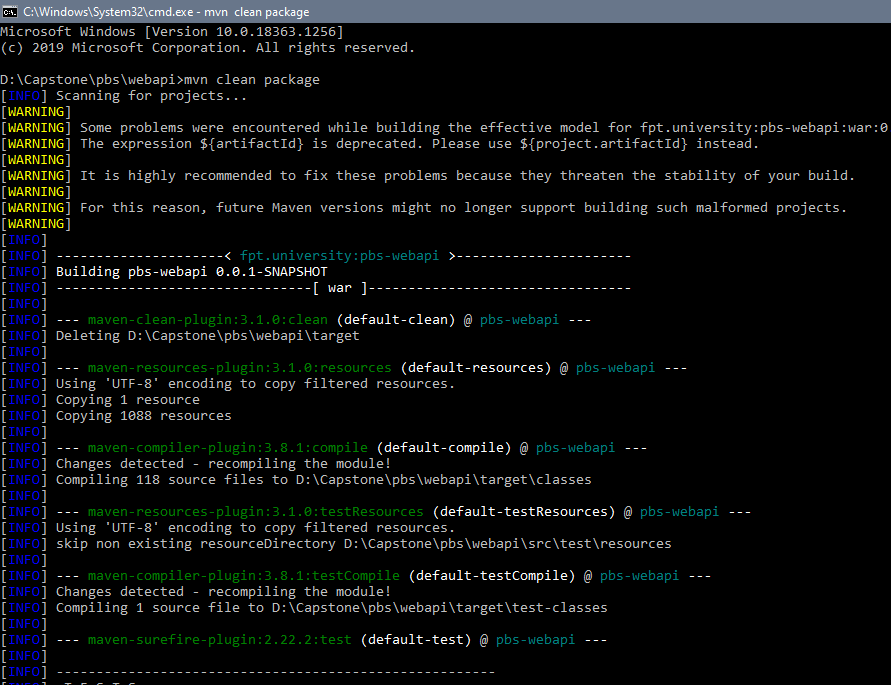 C:\Windows\System32\cmd.exe - mvn  clean package
Microsoft Windows [Version 10.0.18363.1256]
(c) 2019 Microsoft Corporation. All rights reserved.
D:\Capstone\pbs\webapi>mvn clean package
[INFO] Scanning for projects...
[WARNING]
[WARNING] Some problems were encountered while building the effective model for fpt.university:pbs-webapi:war:0
[WARNING] The expression ${artifactId} is deprecated. Please use ${project.artifactId} instead.
[WARNING]
[WARNING] It is highly recommended to fix these problems because they threaten the stability of your build.
[WARNING]
[WARNING] For this reason, future Maven versions might no longer support building such malformed projects.
[WARNING]
[INFO]
[INFO] ---------------------< fpt.university:pbs-webapi >----------------------
[INFO] Building pbs-webapi 0.0.1-SNAPSHOT
[INFO] --------------------------------[ war ]---------------------------------
[INFO]
[INFO] --- maven-clean-plugin:3.1.0:clean (default-clean) @ pbs-webapi ---
[INFO] Deleting D:\Capstone\pbs\webapi\target
[INFO]
[INFO] --- maven-resources-plugin:3.1.0:resources (default-resources) @ pbs-webapi ---
[INFO] Using 'UTF-8' encoding to copy filtered resources.
[INFO] Copying 1 resource
[INFO] Copying 1088 resources
[INFO]
[INFO] --- maven-compiler-plugin:3.8.1:compile (default-compile) @ pbs-webapi ---
[INFO] Changes detected - recompiling the module!
[INFO] Compiling 118 source files to D:\Capstone\pbs\webapi\target\classes
[INFO]
[INFO] --- maven-resources-plugin:3.1.0:testResources (default-testResources) @ pbs-webapi ---
[INFO] Using 'UTF-8' encoding to copy filtered resources.
[INFO] skip non existing resourceDirectory D:\Capstone\pbs\webapi\src\test\resources
[INFO]
[INFO] --- maven-compiler-plugin:3.8.1:testCompile (default-testCompile) @ pbs-webapi ---
[INFO] Changes detected - recompiling the module!
[INFO] Compiling 1 source file to D:\Capstone\pbs\webapi\target\test-classes
[INFO]
[INFO] --- maven-surefire-plugin:2.22.2:test (default-test) @ pbs-webapi ---
[INFO]
[INFO] -------------------------------------------------------